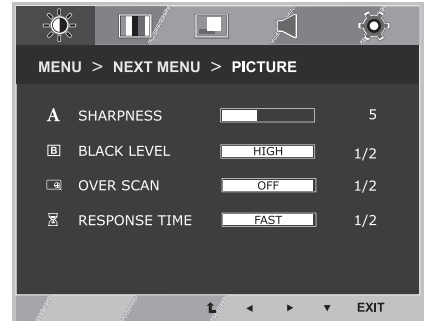 MENU > NEXT MENU > PICTURE
A SHARPNESS 5
B BLACK LEVEL HIGH 1/2
OVER SCAN OFF 1/2
RESPONSE TIME FAST 1/2
EXIT